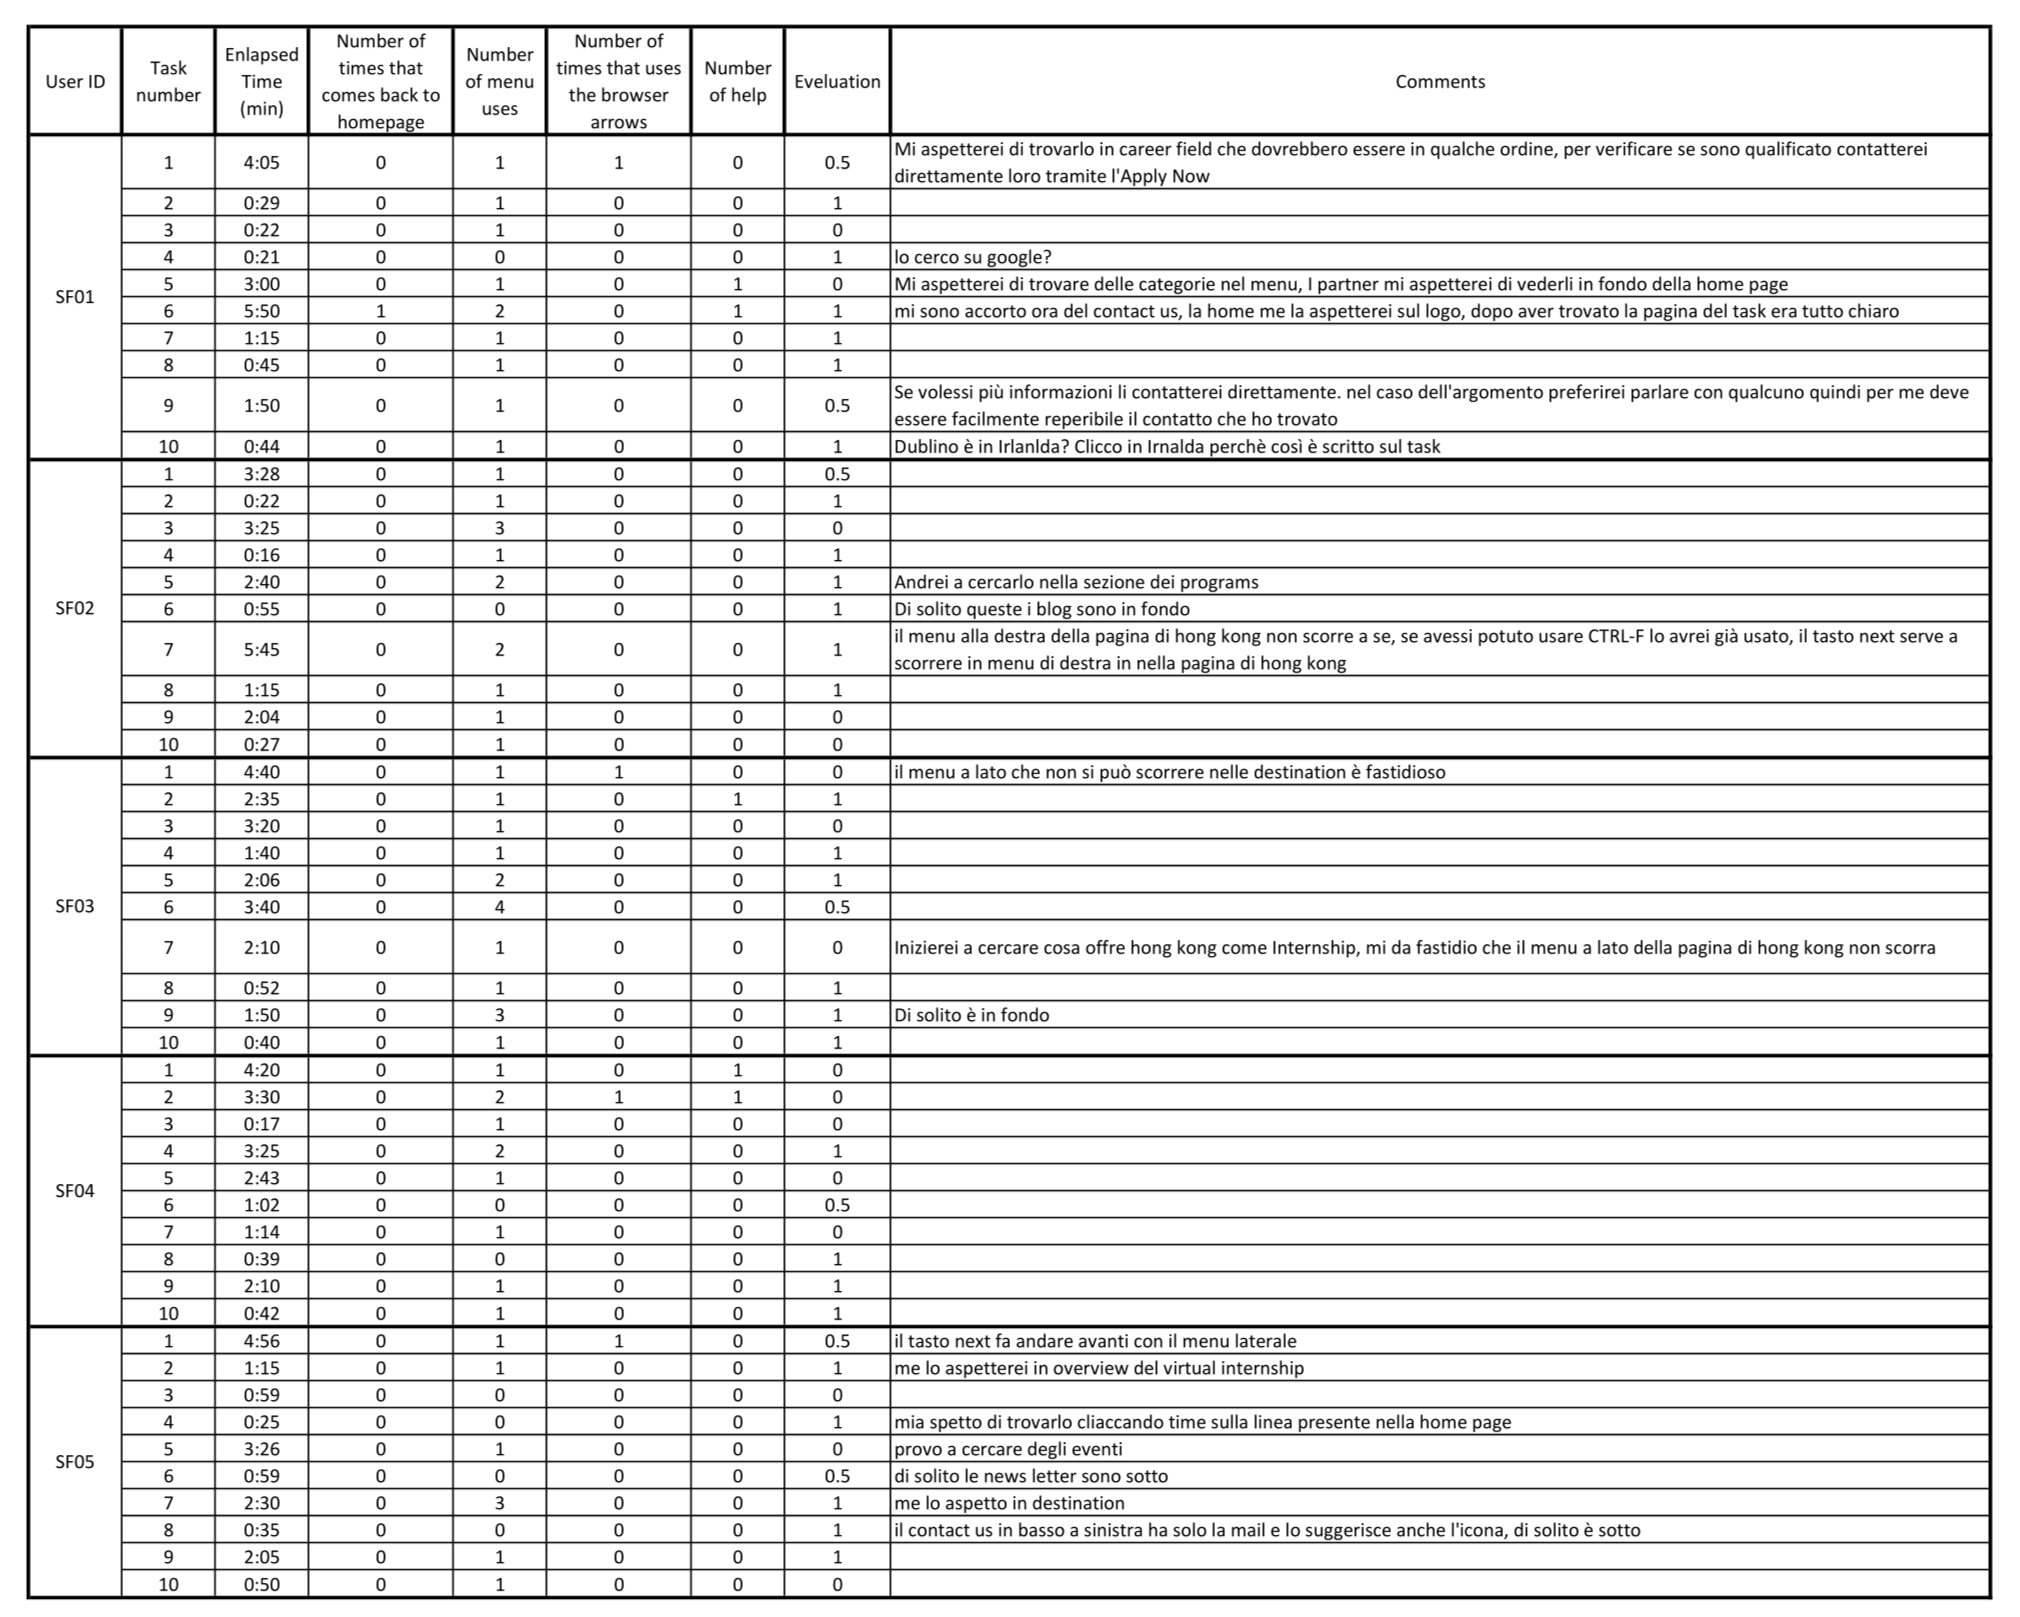 User ID Task number Enlapsed Time (min) Number of times that comes back to homepage Number of menu uses Number of times that uses the browser arrows Number of help Eveluation Comments
SF01
1 4:05 0 1 1 0 0.5 Mi aspetterei di trovarlo in career field che dovrebbero essere in qualche ordine, per verificare se sono qualificato contatterei
direttamente loro tramite l'Apply Now
2 0:29 0 1 0 0 1
3 0:22 0 1 0 0 0
4 0:21 0 0 0 0 1 lo cerco su google?
5 3:00 0 1 0 1 0 Mi aspetterei di trovare delle categorie nel menu, I partner mi aspetterei di vederli in fondo della home page
6 5:50 1 2 0 1 1 mi sono accorto ora del contact us, la home me la aspetterei sul logo, dopo aver trovato la pagina del task era tutto chiaro
7 1:15 0 1 0 0 1
8 0:45 0 1 0 0 1
9 1:50 0 1 0 0 0.5 Se volessi più informazioni li contatterei direttamente. nel caso dell'argomento preferirei parlare con qualcuno quindi per me deve
essere facilmente reperibile il contatto che ho trovato
10 0:44 0 1 0 0 1 Dublino è in Irlanlda? Clicco in Irnalda perchè così è scritto sul task
SF02
1 3:28 0 1 0 0 0.5
2 0:22 0 1 0 0 1
3 3:25 0 3 0 0 0
4 0:16 0 1 0 0 1
5 2:40 0 2 0 0 1 Andrei a cercarlo nella sezione dei programs
6 0:55 0 0 0 0 1 Di solito queste i blog sono in fondo
7 5:45 0 2 0 0 1 il menu alla destra della pagina di hong kong non scorre a se, se avessi potuto usare CTRL-F lo avrei già usato, il tasto next serve a
scorrere in menu di destra in nella pagina di hong kong
8 1:15 0 1 0 0 1
9 2:04 0 1 0 0 0
10 0:27 0 1 0 0 0
SF03
1 4:40 0 1 1 0 0 il menu a lato che non si può scorrere nelle destination è fastidioso
2 2:35 0 1 0 1 1
3 3:20 0 1 0 0 0
4 1:40 0 1 0 0 1
5 2:06 0 2 0 0 1
6 3:40 0 4 0 0 0.5
7 2:10 0 1 0 0 0 Inizierei a cercare cosa offre hong kong come Internship, mi da fastidio che il menu a lato della pagina di hong kong non scorra
8 0:52 0 1 0 0 1
9 1:50 0 3 0 0 1 Di solito è in fondo
10 0:40 0 1 0 0 1
SF04
1 4:20 0 1 0 1 0
2 3:30 0 2 1 1 0
3 0:17 0 1 0 0 0
4 3:25 0 2 0 0 1
5 2:43 0 1 0 0 0
6 1:02 0 0 0 0 0.5
7 1:14 0 1 0 0 0
8 0:39 0 0 0 0 1
9 2:10 0 1 0 0 1
10 0:42 0 1 0 0 1
SF05
1 4:56 0 1 1 0 0.5 il tasto next fa andare avanti con il menu laterale
2 1:15 0 1 0 0 1 me lo aspetterei in overview del virtual internship
3 0:59 0 0 0 0 0
4 0:25 0 0 0 0 1 mia spetto di trovarlo cliaccando time sulla linea presente nella home page
5 3:26 0 1 0 0 0 provo a cercare degli eventi
6 0:59 0 0 0 0 0.5 di solito le news letter sono sotto
7 2:30 0 3 0 0 1 me lo aspetto in destination
8 0:35 0 0 0 0 1 il contact us in basso a sinistra ha solo la mail e lo suggerisce anche l'icona, di solito è sotto
9 2:05 0 1 0 0 1
10 0:50 0 1 0 0 0